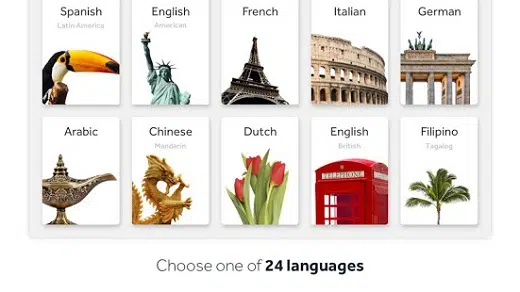 Spanish
Latin America
English
American
French
Italian
German
Arabic
Chinese
Mandarin
Dutch
English
British
Filipino
Tagalog
TELEPHONE
Choose one of 24 languages